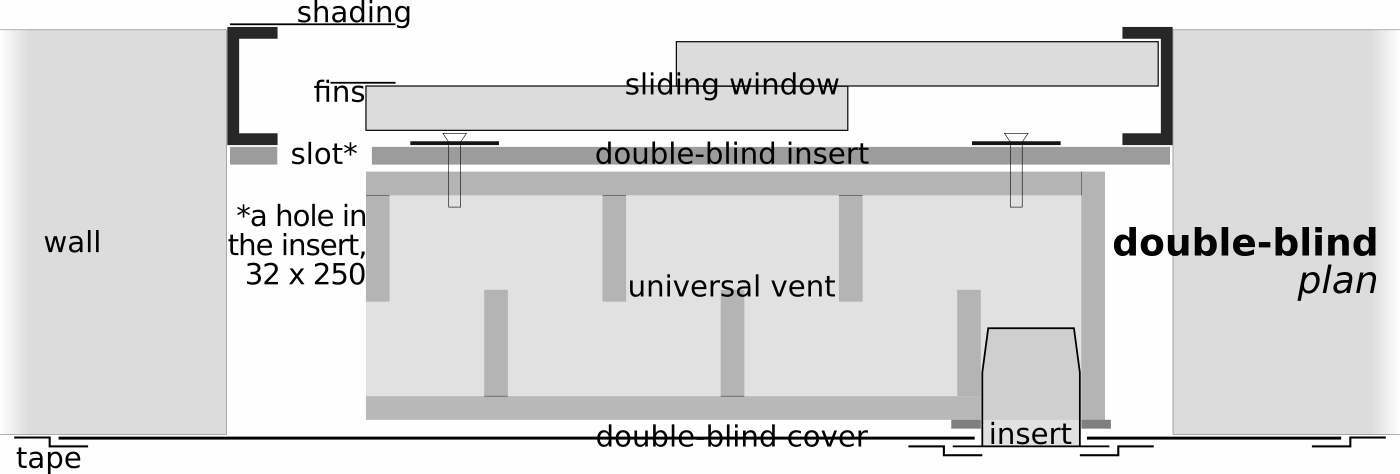 shading
fins
sliding window
slot*
double-blind insert
*a hole in
the insert,
32 x 250
wall
double-blind
plan
universal vent
double-blind cover
insert
tape